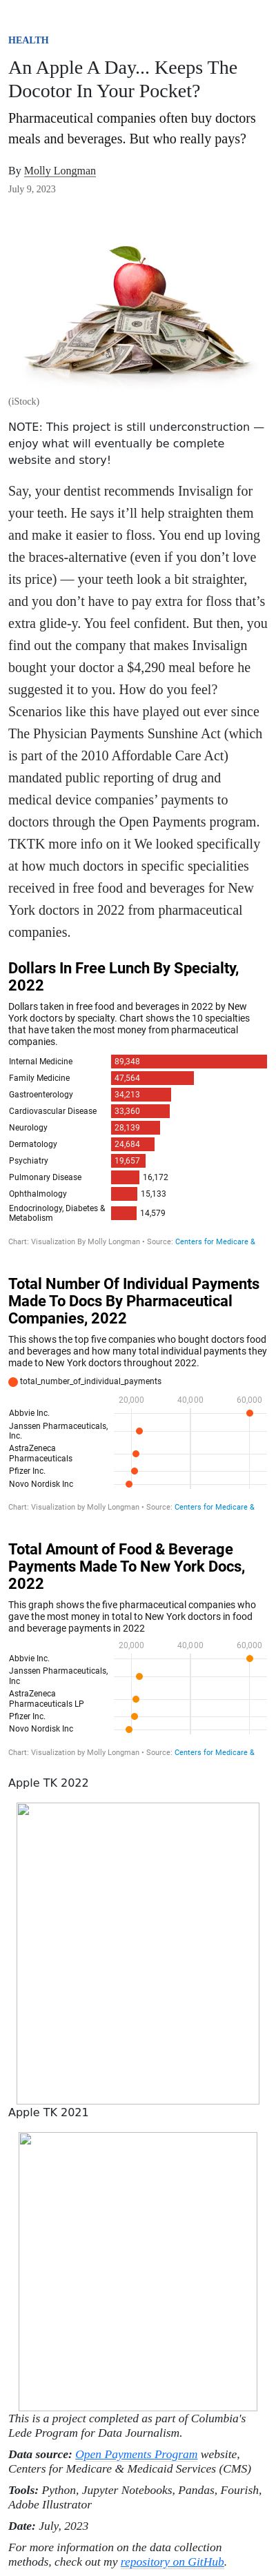 HEALTH
An Apple A Day... Keeps The
Docotor In Your Pocket?
Pharmaceutical companies often buy doctors
meals and beverages. But who really pays?
By Molly Longman
July 9, 2023
(iStock)
NOTE: This project is still underconstruction —
enjoy what will eventually be complete
website and story!
Say, your dentist recommends Invisalign for
your teeth. He says it’ll help straighten them
and make it easier to floss. You end up loving
the braces-alternative (even if you don’t love
its price) — your teeth look a bit straighter,
and you don’t have to pay extra for floss that’s
extra glide-y. You feel confident. But then, you
find out the company that makes Invisalign
bought your doctor a $4,290 meal before he
suggested it to you. How do you feel?
Scenarios like this have played out ever since
The Physician Payments Sunshine Act (which
is part of the 2010 Affordable Care Act)
mandated public reporting of drug and
medical device companies’ payments to
doctors through the Open Payments program.
TKTK more info on it We looked specifically
at how much doctors in specific specialities
received in free food and beverages for New
York doctors in 2022 from pharmaceutical
companies.
Dollars In Free Lunch By Specialty,
2022
Dollars taken in free food and beverages in 2022 by New
York doctors by specialty. Chart shows the 10 specialties
that have taken the most money from pharmaceutical
companies.
Internal Medicine 89,348
Family Medicine 47,564
Gastroenterology 34,213
Cardiovascular Disease 33,360
Neurology 28,139
Dermatology 24,684
Psychiatry 19,657
Pulmonary Disease 16,172
Ophthalmology 15,133
Endocrinology, Diabetes &
Metabolism 14,579
Chart: Visualization By Molly Longman • Source: Centers for Medicare &
Total Number Of Individual Payments
Made To Docs By Pharmaceutical
Companies, 2022
This shows the top five companies who bought doctors food
and beverages and how many total individual payments they
made to New York doctors throughout 2022.
total_number_of_individual_payments
20,000 40,000 60,000
Abbvie Inc.
Janssen Pharmaceuticals,
Inc.
AstraZeneca
Pharmaceuticals
Pfizer Inc.
Novo Nordisk Inc
Chart: Visualization by Molly Longman • Source: Centers for Medicare &
Total Amount of Food & Beverage
Payments Made To New York Docs,
2022
This graph shows the five pharmaceutical companies who
gave the most money in total to New York doctors in food
and beverage payments in 2022
20,000 40,000 60,000
Abbvie Inc.
Janssen Pharmaceuticals,
Inc
AstraZeneca
Pharmaceuticals LP
Pfizer Inc.
Novo Nordisk Inc
Chart: Visualization by Molly Longman • Source: Centers for Medicare &
Apple TK 2022
Apple TK 2021
This is a project completed as part of Columbia's
Lede Program for Data Journalism.
Data source: Open Payments Program website,
Centers for Medicare & Medicaid Services (CMS)
Tools: Python, Jupyter Notebooks, Pandas, Fourish,
Adobe Illustrator
Date: July, 2023
For more information on the data collection
methods, check out my repository on GitHub.